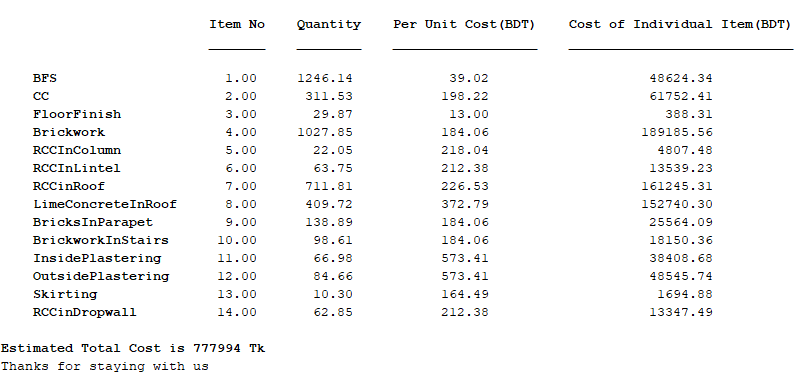 Item No Quantity Per Unit Cost(BDT) Cost of Individual Item(BDT)
BFS 1.00 1246.14 39.02 48624.34
CC 2.00 311.53 198.22 61752.41
FloorFinish 3.00 29.87 13.00 388.31
Brickwork 4.00 1027.85 184.06 189185.56
RCCInColumn 5.00 22.05 218.04 4807.48
RCCInLintel 6.00 63.75 212.38 13539.23
RCCinRoof 7.00 711.81 226.53 161245.31
LimeConcreteInRoof 8.00 409.72 372.79 152740.30
BricksInParapet 9.00 138.89 184.06 25564.09
BrickworkInStairs 10.00 98.61 184.06 18150.36
InsidePlastering 11.00 66.98 573.41 38408.68
OutsidePlastering 12.00 84.66 573.41 48545.74
Skirting 13.00 10.30 164.49 1694.88
RCCinDropwall 14.00 62.85 212.38 13347.49
Estimated Total Cost is 777994 Tk
Thanks for staying with us